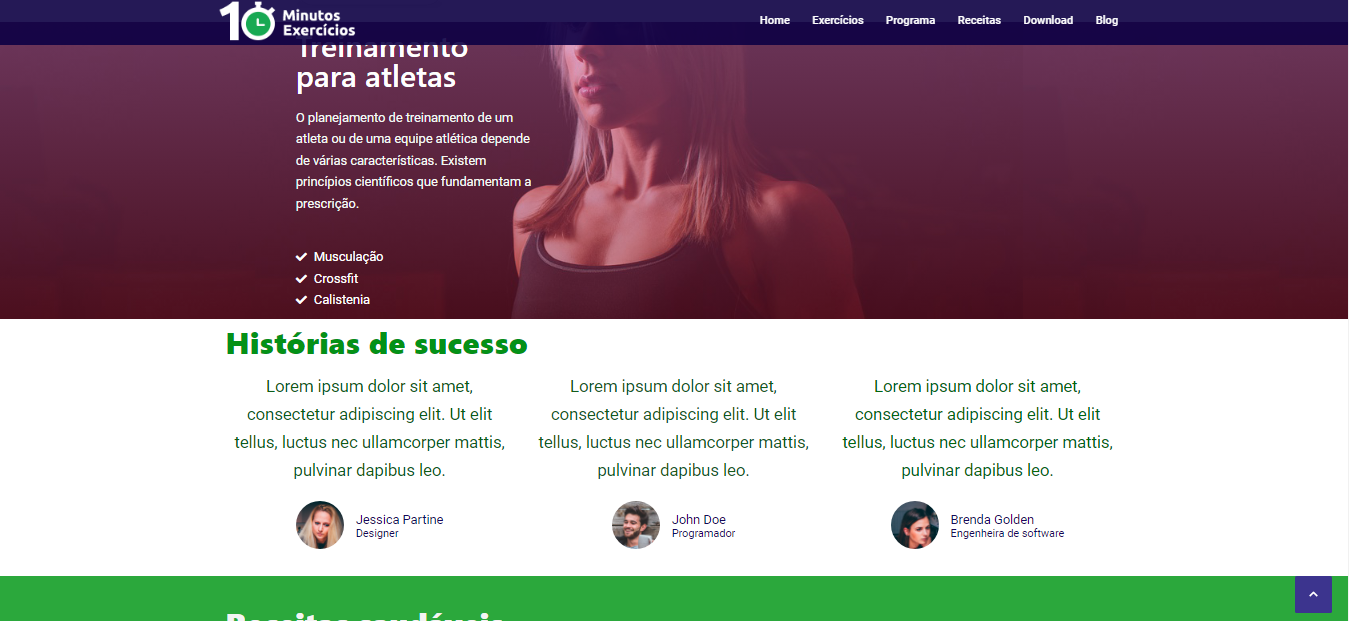 10 Minutos
Exercícios
Home Exercícios Programa Receitas Download Blog
Treinamento
para atletas
O planejamento de treinamento de um
atleta ou de uma equipe atlética depende
de várias características. Existem
princípios científicos que fundamentam a
prescrição.
Musculação
Crossfit
Calistenia
Histórias de sucesso
Lorem ipsum dolor sit amet,
consectetur adipiscing elit. Ut elit
tellus, luctus nec ullamcorper mattis,
pulvinar dapibus leo.
Jessica Partine
Designer
Lorem ipsum dolor sit amet,
consectetur adipiscing elit. Ut elit
tellus, luctus nec ullamcorper mattis,
pulvinar dapibus leo.
John Doe
Programador
Lorem ipsum dolor sit amet,
consectetur adipiscing elit. Ut elit
tellus, luctus nec ullamcorper mattis,
pulvinar dapibus leo.
Brenda Golden
Engenheira de software
Receitas saudáveis